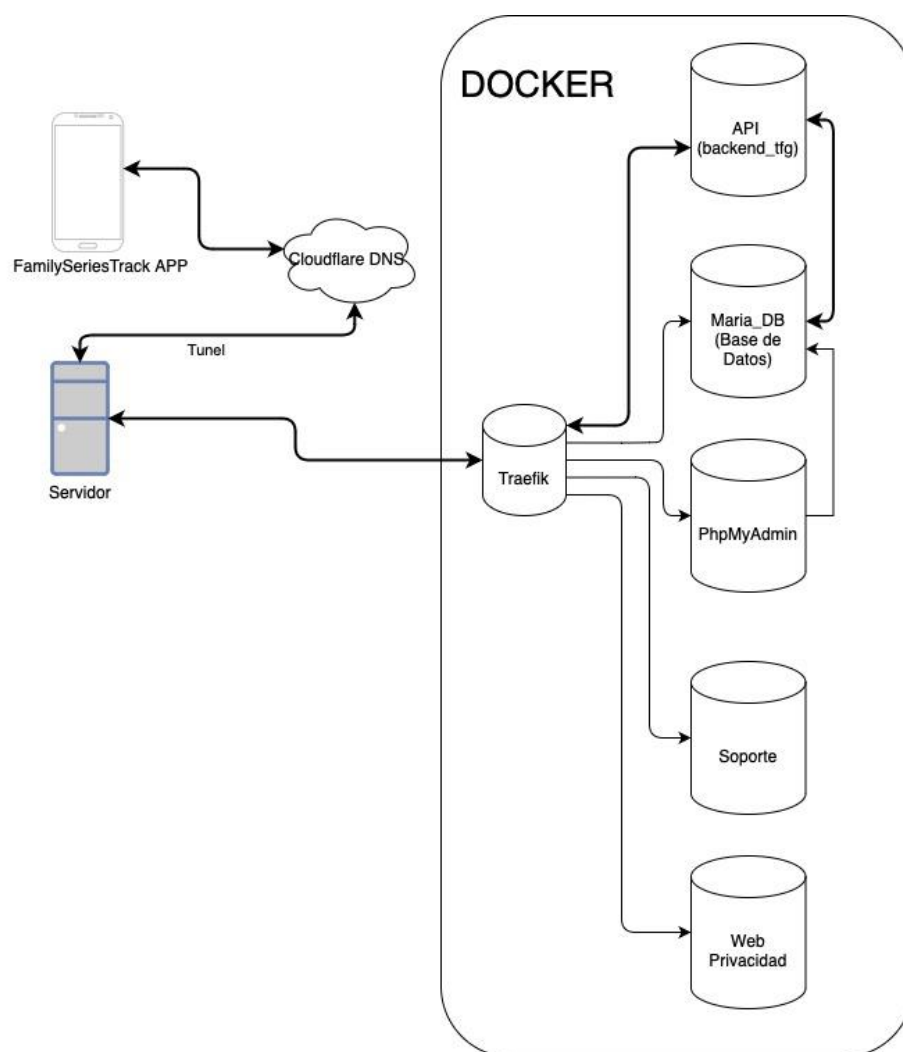 DOCKER
API
(backend_tfg)
FamilySeriesTrack APP
Cloudflare DNS
Maria_DB
(Base de
Datos)
Tunel
Traefik
Servidor
PhpMyAdmin
Soporte
Web
Privacidad